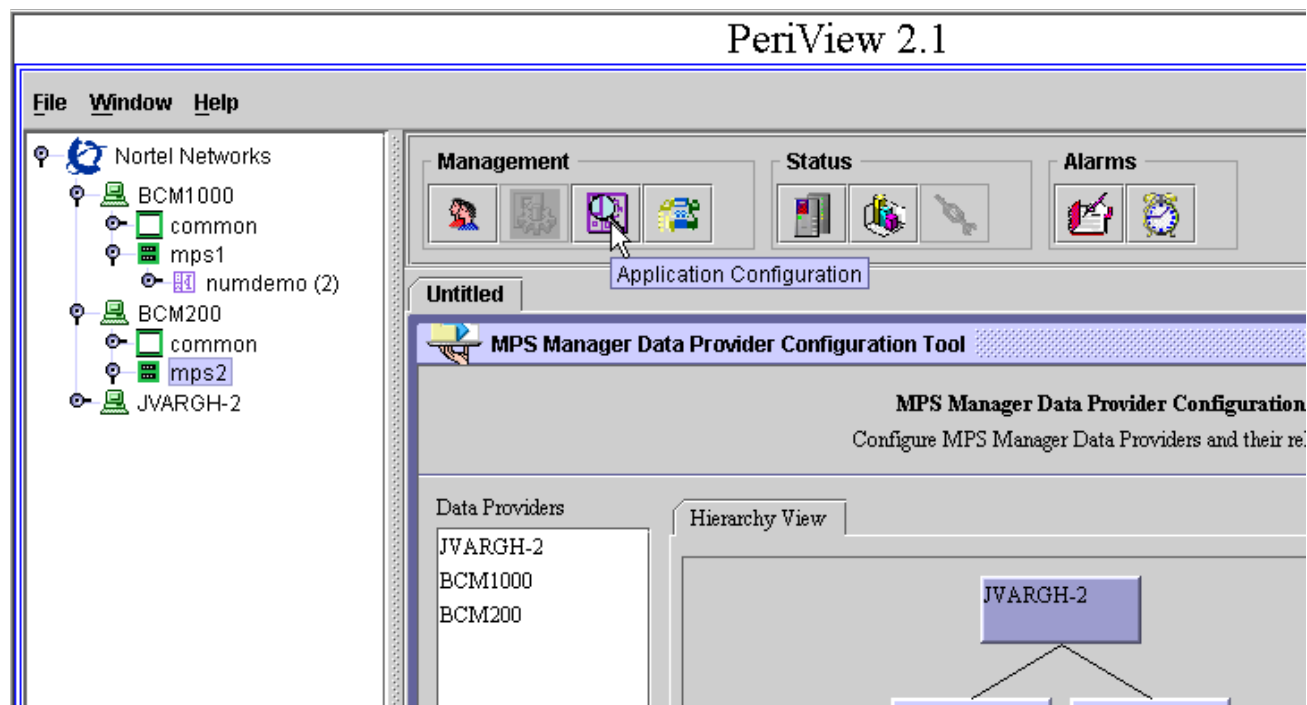 PeriView 2.1
File Window Help
Nortel Networks
BCM1000
common
mps1
numdemo (2)
BCM200
common
mps2
JVARGH-2
Management
Status
Alarms
Application Configuration
Untitled
MPS Manager Data Provider Configuration Tool
MPS Manager Data Provider Configuration
Configure MPS Manager Data Providers and their rel
Data Providers
JVARGH-2
BCM1000
BCM200
Hierarchy View
JVARGH-2